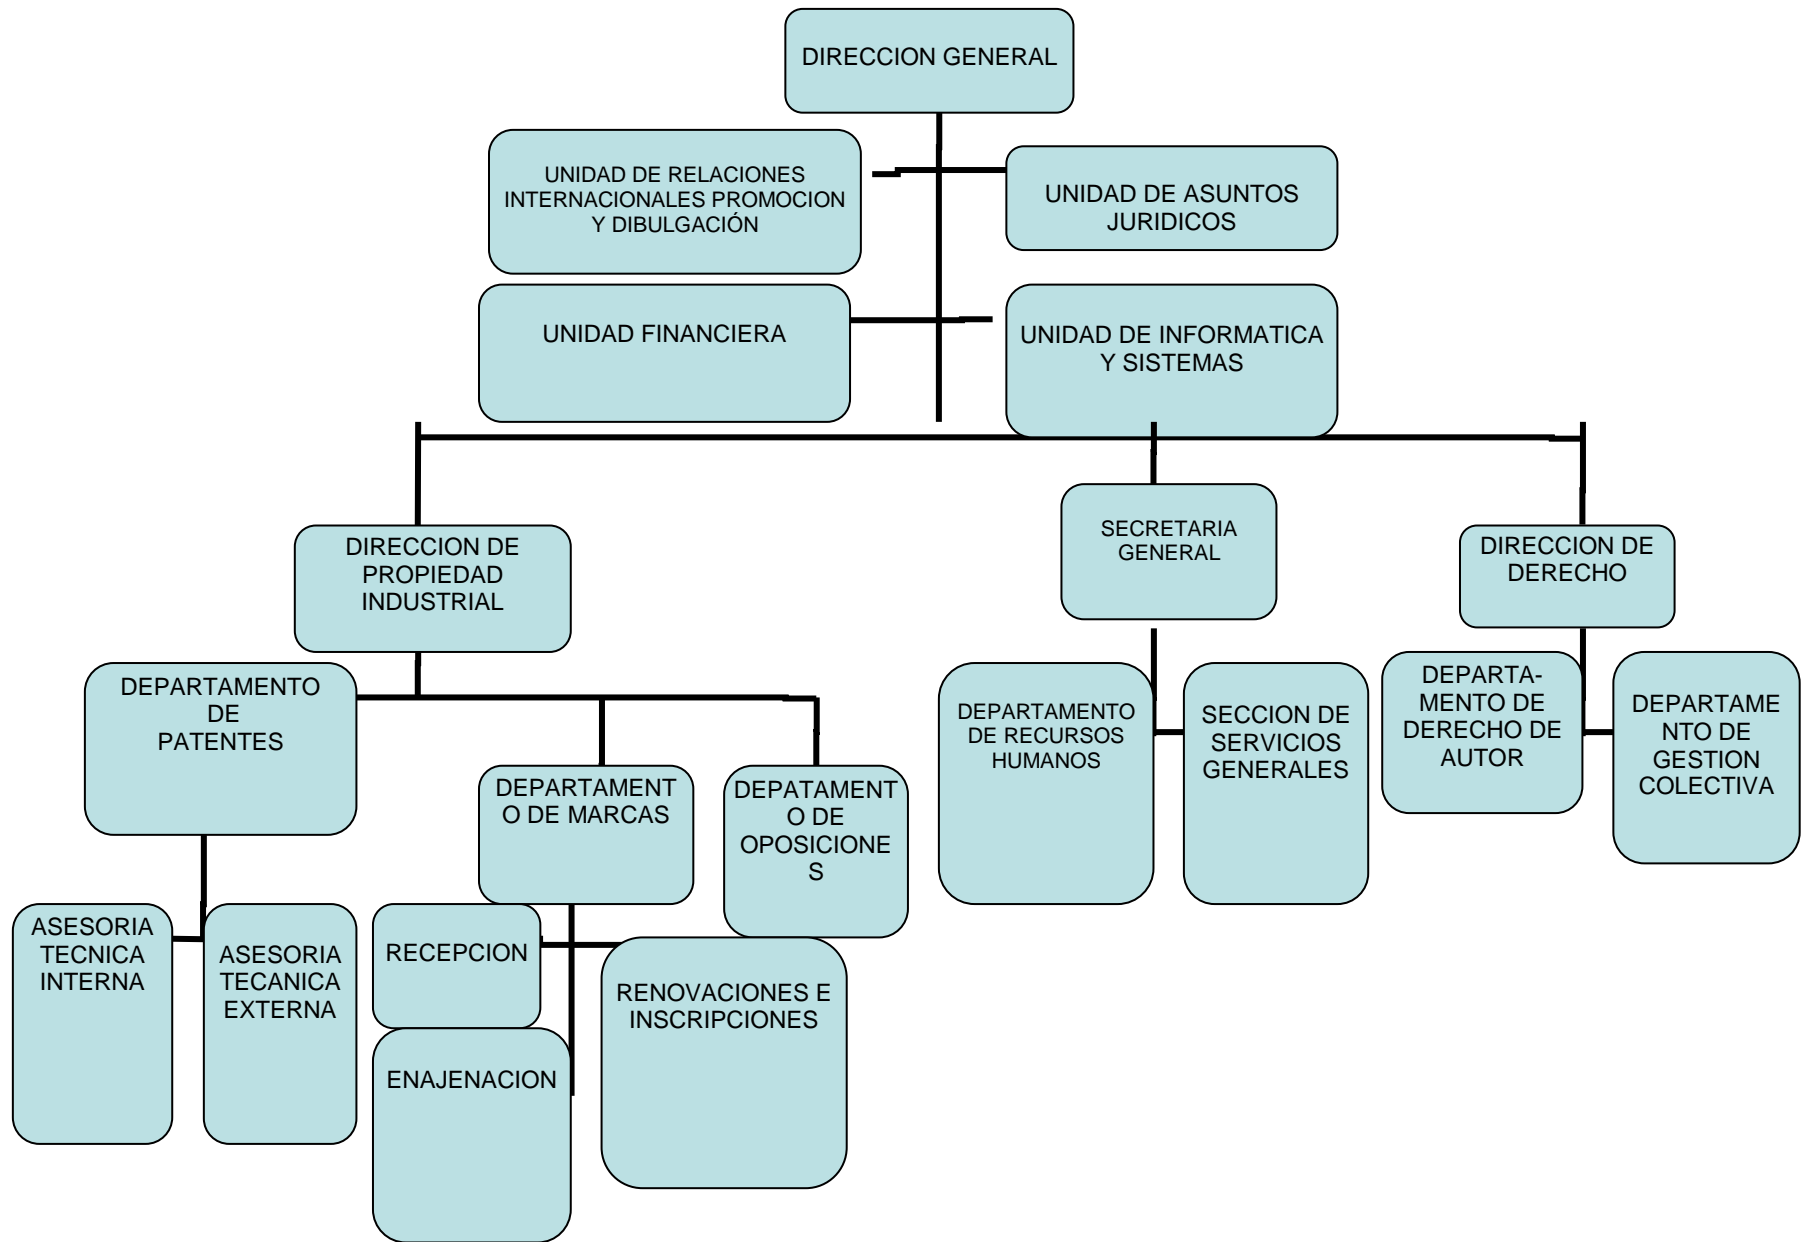 DIRECCION GENERAL
UNIDAD DE RELACIONES
INTERNACIONALES PROMOCION
Y DIBULGACIÓN
UNIDAD DE ASUNTOS
JURIDICOS
UNIDAD FINANCIERA
UNIDAD DE INFORMATICA
Y SISTEMAS
DIRECCION DE
PROPIEDAD
INDUSTRIAL
SECRETARIA
GENERAL
DIRECCION DE
DERECHO
DEPARTAMENTO
DE
PATENTES
DEPARTAMENT
O DE MARCAS
DEPATAMENT
O DE
OPOSICIONE
S
DEPARTAMENTO
DE RECURSOS
HUMANOS
SECCION DE
SERVICIOS
GENERALES
DEPARTA-
MENTO DE
DERECHO DE
AUTOR
DEPARTAME
NTO DE
GESTION
COLECTIVA
ASESORIA
TECNICA
INTERNA
ASESORIA
TECANICA
EXTERNA
RECEPCION
RENOVACIONES E
INSCRIPCIONES
ENAJENACION